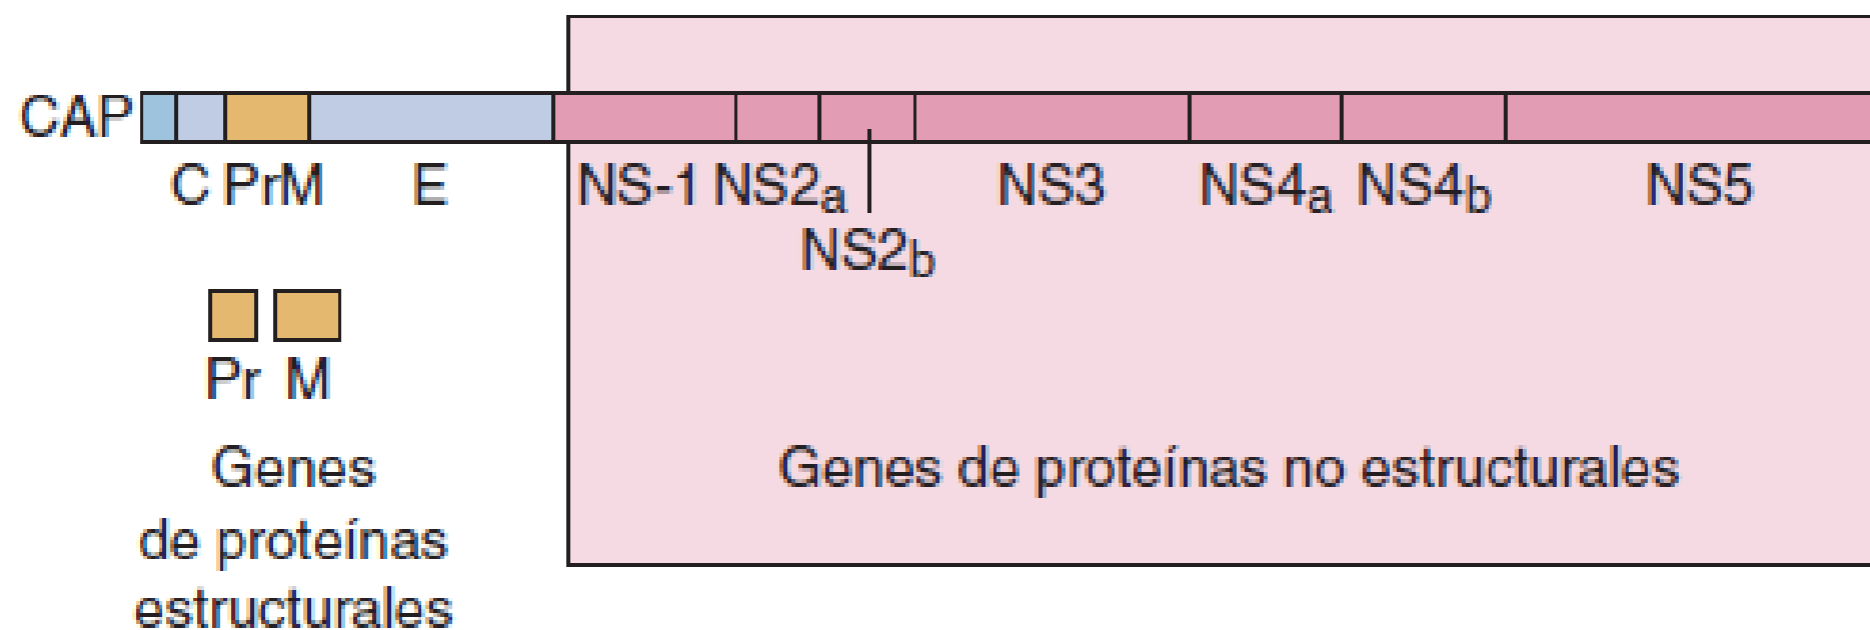 CAP
C PrM E NS-1 NS2a NS3 NS4a NS4b NS5
NS2b
Pr M
Genes
de proteínas
estructurales
Genes de proteínas no estructurales